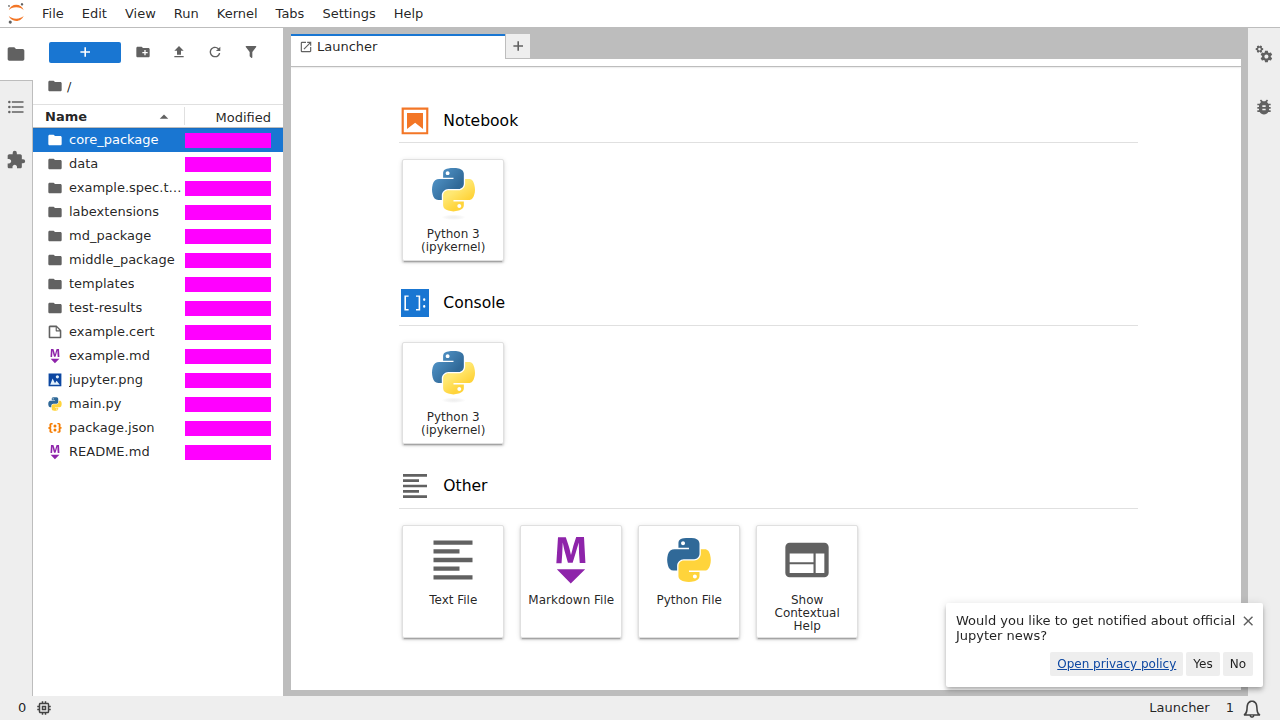 File Edit View Run Kernel Tabs Settings Help
Launcher
/
Name Modified
core_package
data
example.spec.t…
labextensions
md_package
middle_package
templates
test-results
example.cert
example.md
jupyter.png
main.py
package.json
README.md
Notebook
Python 3
(ipykernel)
Console
Python 3
(ipykernel)
Other
Text File
Markdown File
Python File
Show
Contextual
Help
Would you like to get notified about official
Jupyter news?
Open privacy policy Yes No
0 Launcher 1